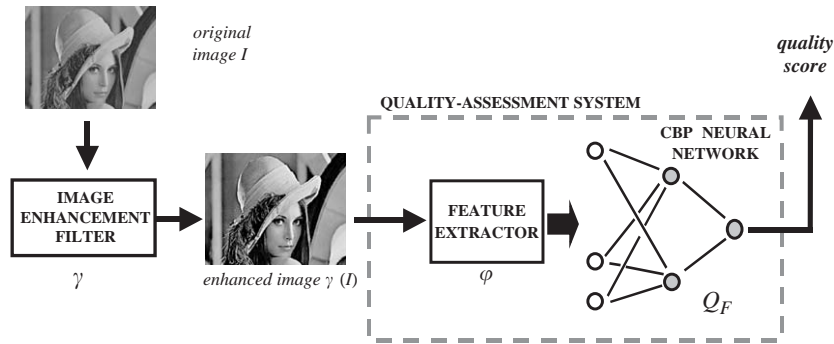 original
image I
quality
score
QUALITY-ASSESSMENT SYSTEM
CBP NEURAL
NETWORK
IMAGE
ENHANCEMENT
FILTER
FEATURE
EXTRACTOR
γ
enhanced image γ (I)
φ
Q_F